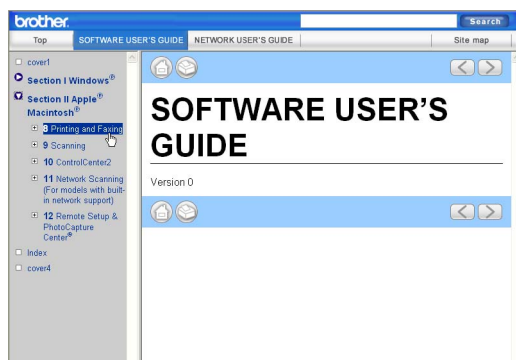 brother.
Search
Top
SOFTWARE USER'S GUIDE
NETWORK USER'S GUIDE
Site map
cover1
Section I Windows®
Section II Apple®
Macintosh®
8 Printing and Faxing
9 Scanning
10 ControlCenter2
11 Network Scanning
(For models with built-
in network support)
12 Remote Setup &
PhotoCapture
Center®
Index
cover4
SOFTWARE USER'S
GUIDE
Version 0